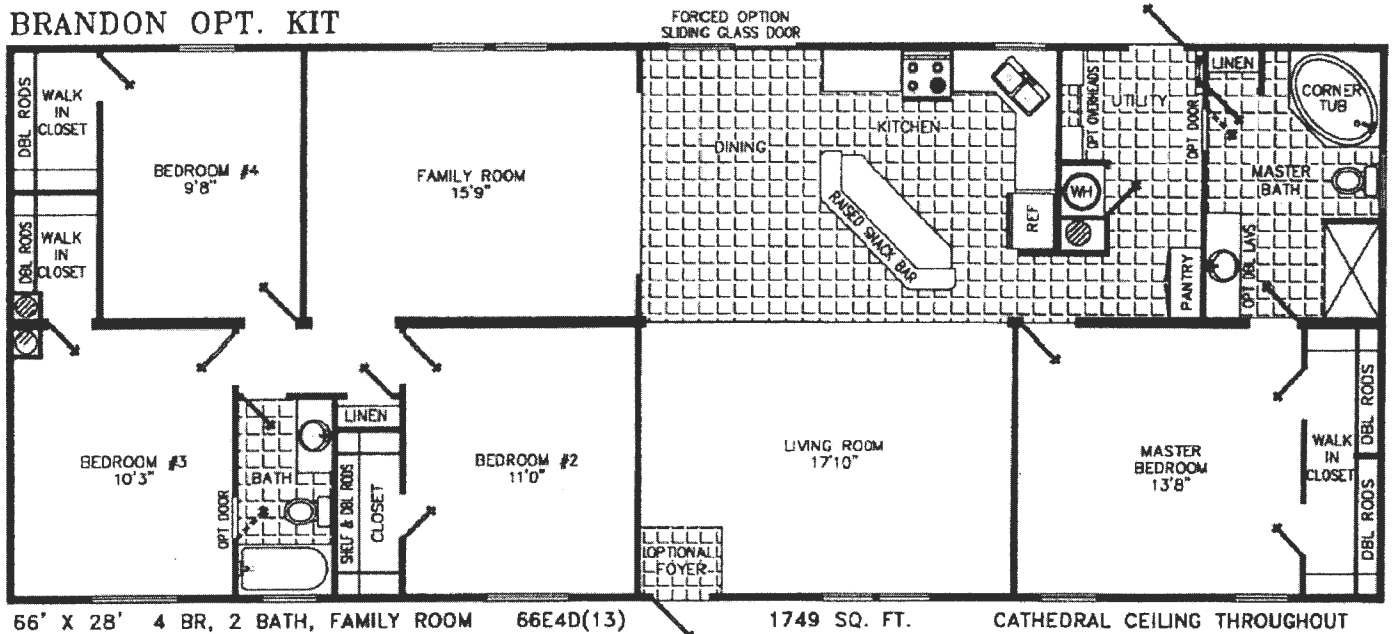 BRANDON OPT. KIT
FORCED OPTION
SLIDING GLASS DOOR
DBL RODS
WALK
IN
CLOSET
BEDROOM #4
9'8"
FAMILY ROOM
15'9"
DINING
KITCHEN
RAISED SNACK BAR
REF
OPT OVERHEADS
UTILITY
OPT DOOR
WH
PANTRY
LINEN
CORNER
TUB
MASTER
BATH
OPT DBL LAVS
DBL RODS
WALK
IN
CLOSET
BEDROOM #3
10'3"
OPT DOOR
BATH
LINEN
SHELF & DBL RODS
CLOSET
BEDROOM #2
11'0"
LIVING ROOM
17'10"
OPTIONAL
FOYER
MASTER
BEDROOM
13'8"
WALK
IN
CLOSET
DBL RODS
DBL RODS
66' X 28' 4 BR, 2 BATH, FAMILY ROOM 66E4D(13) 1749 SQ. FT. CATHEDRAL CEILING THROUGHOUT